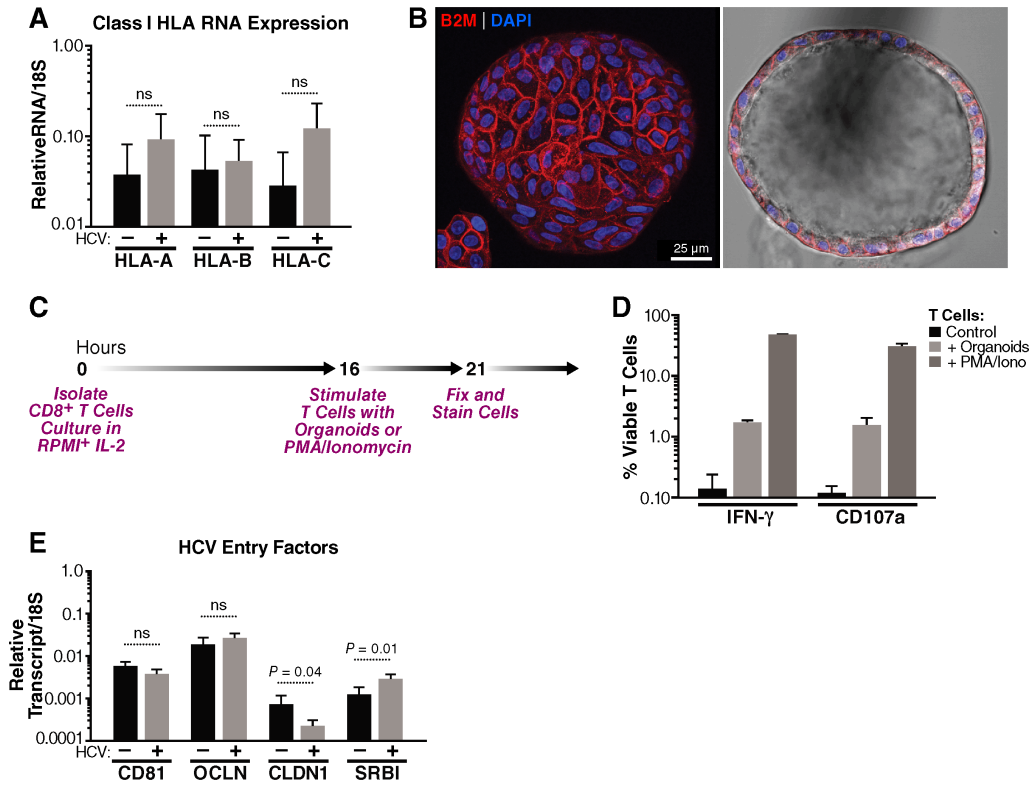 A
Class I HLA RNA Expression
RelativeRNA/18S
1.00
0.10
0.01
ns
ns
ns
HCV: − + − + − +
HLA-A HLA-B HLA-C
B
B2M | DAPI
25 µm
C
Hours
0 16 21
Isolate
CD8+ T Cells
Culture in
RPMI+ IL-2
Stimulate
T Cells with
Organoids or
PMA/Ionomycin
Fix and
Stain Cells
D
% Viable T Cells
100
10.0
1.0
0.10
IFN-γ CD107a
T Cells:
Control
+ Organoids
+ PMA/Iono
E
HCV Entry Factors
Relative
Transcript/18S
1.0
0.1
0.01
0.001
0.0001
ns
ns
P = 0.04
P = 0.01
HCV: − + − + − + − +
CD81 OCLN CLDN1 SRBI